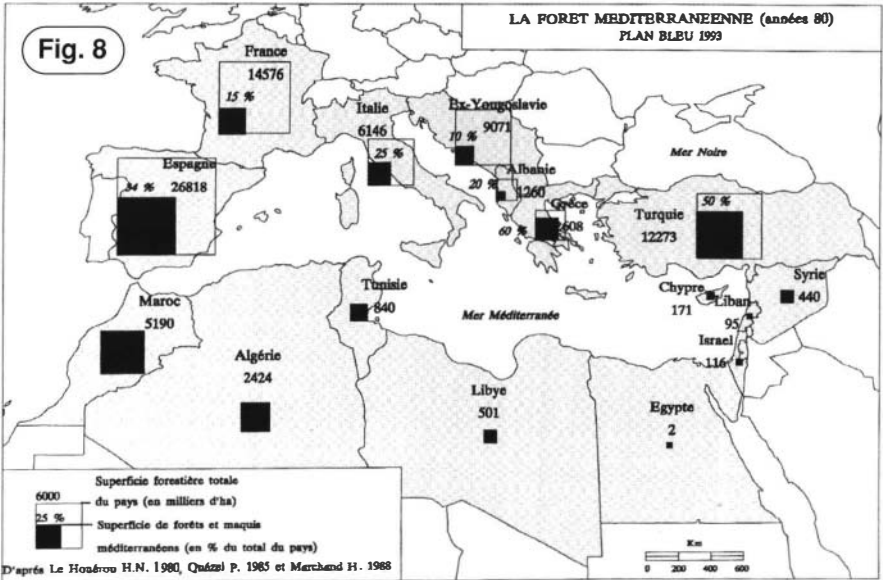 LA FORET MEDITERRANEENNE (années 80)
PLAN BLEU 1993
Fig. 8
France
14576
15 %
Italie
6146
25 %
Ex-Yougoslavie
9071
10 %
Albanie
20 %
1260
Espagne
34 %
26818
Grèce
2608
60 %
Mer Noire
Turquie
12273
50 %
Chypre
171
Syrie
440
Liban
95
Israel
116
Maroc
5190
Tunisie
840
Mer Méditerranée
Algérie
2424
Libye
501
Egypte
2
Superficie forestière totale
6000
du pays (en milliers d'ha)
25 %
Superficie de forêts et maquis
méditerranéens (en % du total du pays)
Km
0 200 400 600
D'aprés Le Houérou H.N. 1980, Quézel P. 1985 et Marchand H. 1988